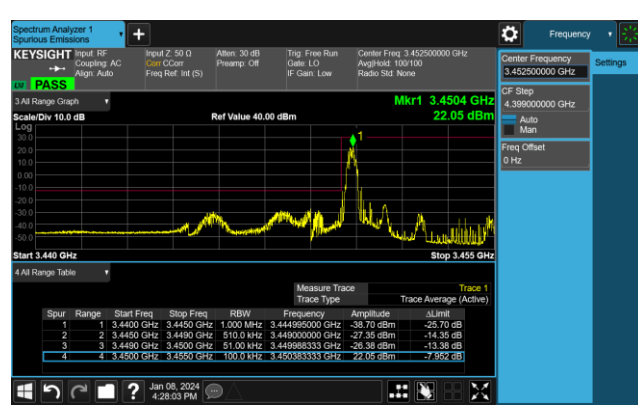 Spectrum Analyzer 1
Spurious Emissions
+
Frequency
KEYSIGHT
Input: RF
Coupling: AC
Align: Auto
Input Z: 50 Ω
Corr CCorr
Freq Ref: Int (S)
Atten: 30 dB
Preamp: Off
Trig: Free Run
Gate: LO
IF Gain: Low
Center Freq: 3.452500000 GHz
Avg|Hold: 100/100
Radio Std: None
PASS
Center Frequency
3.452500000 GHz
Settings
CF Step
4.399000000 GHz
Auto
Man
Freq Offset
0 Hz
3 All Range Graph
Mkr1 3.4504 GHz
22.05 dBm
Scale/Div 10.0 dB
Ref Value 40.00 dBm
Log
30.0
20.0
10.0
0.00
-10.0
-20.0
-30.0
-40.0
-50.0
1
Start 3.440 GHz
Stop 3.455 GHz
4 All Range Table
Measure Trace Trace 1
Trace Type Trace Average (Active)
Spur Range Start Freq Stop Freq RBW Frequency Amplitude ΔLimit
1 1 3.4400 GHz 3.4450 GHz 1.000 MHz 3.444995000 GHz -38.70 dBm -25.70 dB
2 2 3.4450 GHz 3.4490 GHz 510.0 kHz 3.449000000 GHz -27.35 dBm -14.35 dB
3 3 3.4490 GHz 3.4500 GHz 51.00 kHz 3.449988333 GHz -26.38 dBm -13.38 dB
4 4 3.4500 GHz 3.4550 GHz 100.0 kHz 3.450383333 GHz 22.05 dBm -7.952 dB
?
Jan 08, 2024
4:28:03 PM